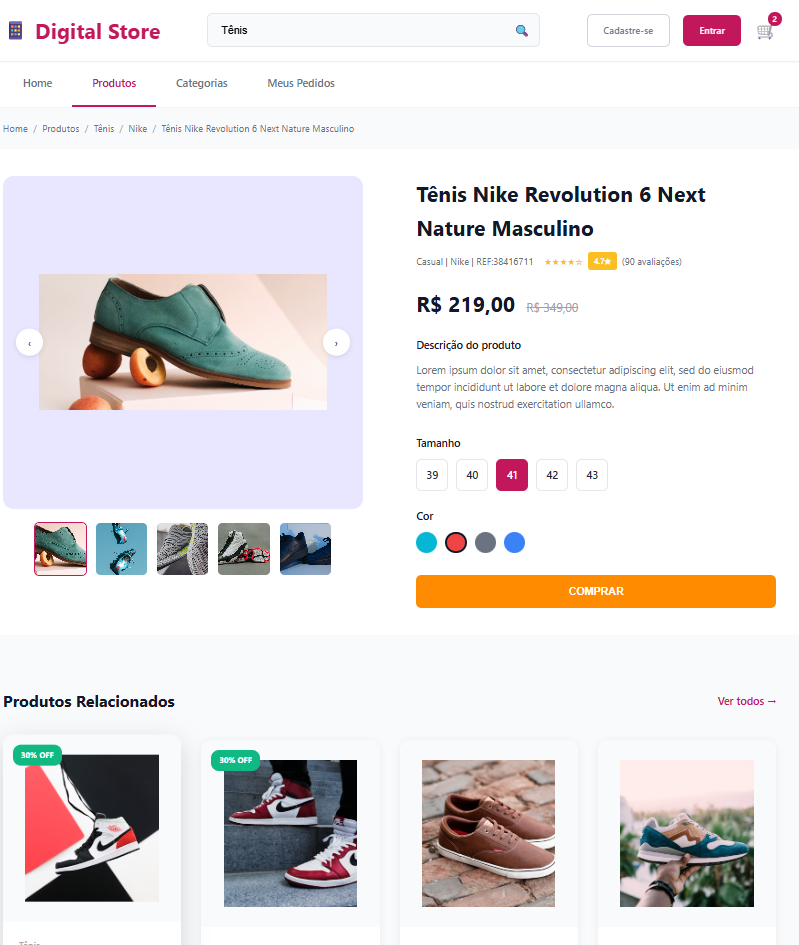 Digital Store
Tênis
Cadastre-se
Entrar
2
Home
Produtos
Categorias
Meus Pedidos
Home / Produtos / Tênis / Nike / Tênis Nike Revolution 6 Next Nature Masculino
Tênis Nike Revolution 6 Next
Nature Masculino
Casual | Nike | REF:38416711 ★★★★☆ 4.7★ (90 avaliações)
R$ 219,00 R$ 349,00
Descrição do produto
Lorem ipsum dolor sit amet, consectetur adipiscing elit, sed do eiusmod
tempor incididunt ut labore et dolore magna aliqua. Ut enim ad minim
veniam, quis nostrud exercitation ullamco.
Tamanho
39 40 41 42 43
Cor
COMPRAR
‹ ›
Produtos Relacionados
Ver todos →
30% OFF
30% OFF
Tênis